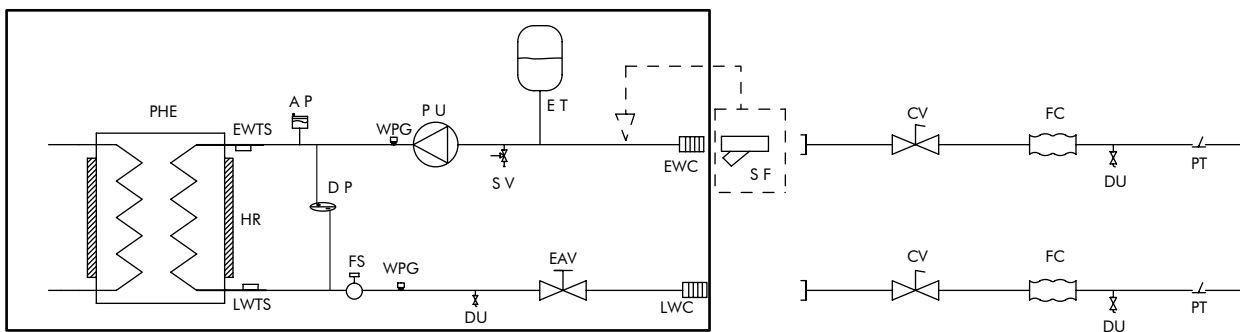 E T
A P
P U
PHE
EWTS
WPG
CV
FC
EWC
S F
S V
DU
PT
D P
HR
FS
WPG
EAV
CV
FC
LWTS
DU
LWC
DU
PT